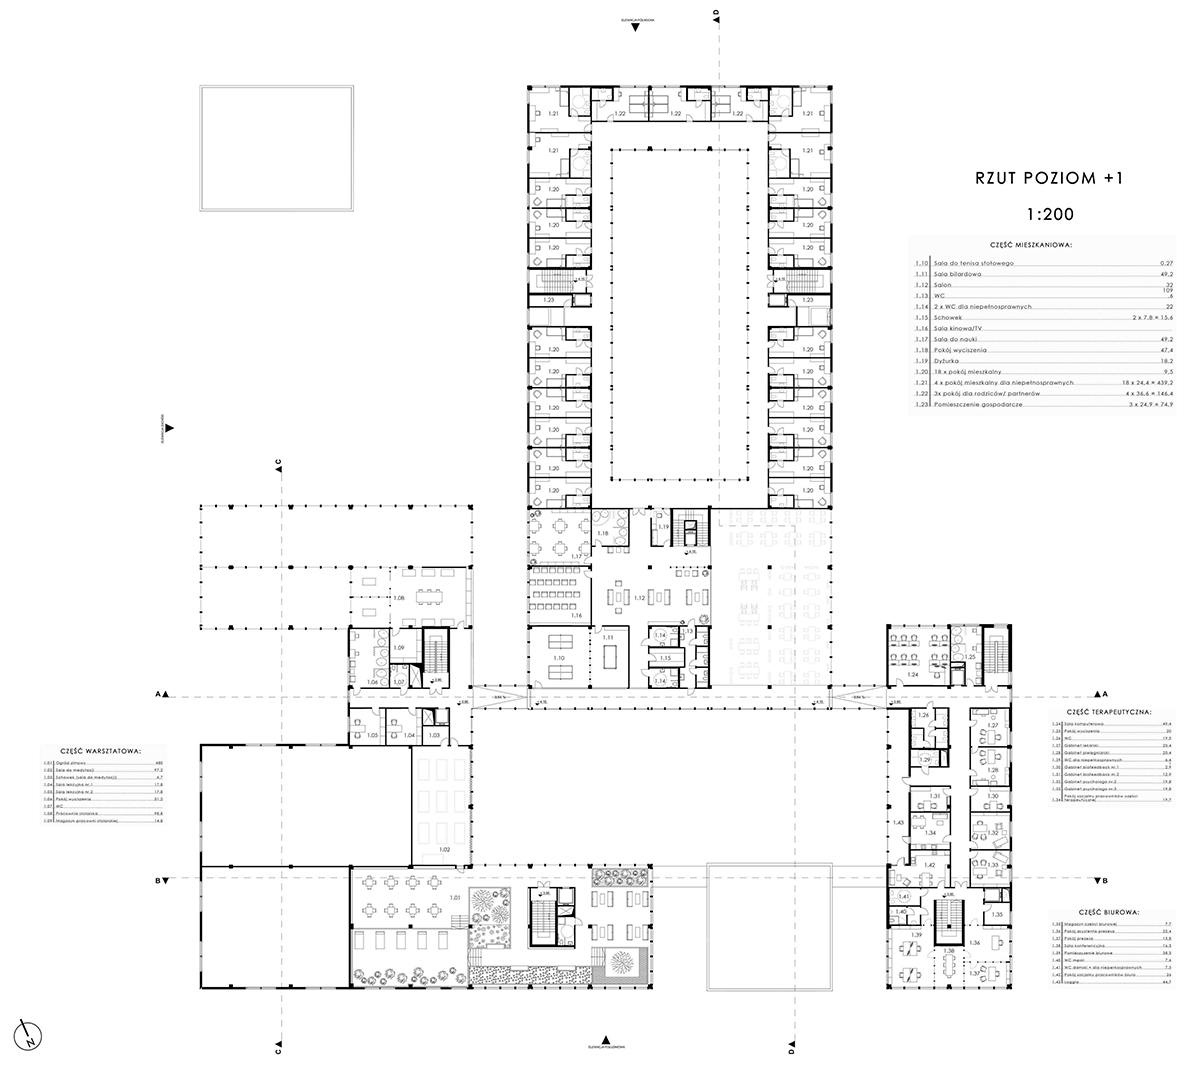 ELEWACJA PÓŁNOCNA
D
RZUT POZIOM +1
1:200
CZĘŚĆ MIESZKANIOWA:
1.10 Sala do tenisa stołowego 0,27
1.11 Sala bilardowa 49,2
1.12 Salon 32
109
1.13 WC ,6
1.14 2 x WC dla niepełnosprawnych 22
1.15 Schowek 2 x 7,8 = 15,6
1.16 Sala kinowa/TV
1.17 Sala do nauki 49,2
1.18 Pokój wyciszenia 47,4
1.19 Dyżurka 18,2
1.20 18 x pokój mieszkalny 9,5
1.21 4 x pokój mieszkalny dla niepełnosprawnych 18 x 24,4 = 439,2
1.22 3x pokój dla rodziców/ partnerów 4 x 36,6 = 146,4
1.23 Pomieszczenie gospodarcze 3 x 24,9 = 74,9
1.21 1.22 1.22 1.22 1.21
1.21 1.21
1.20 1.20
1.20 1.20
1.20 1.20
1.23 1.23
1.20 1.20
1.20 1.20
1.20 1.20
1.20 1.20
1.20 1.20
1.20 1.20
C
1.18 1.19
1.17
1.08 1.12
1.16
1.09 1.11 1.14 1.13 1.25
1.10 1.15
1.06 1.07 1.14 1.24
A A
1.05 1.04 1.03 1.26 1.27
CZĘŚĆ TERAPEUTYCZNA:
1.24 Sala komputerowa 49,4
1.25 Pokój wyciszenia 20
1.26 WC 19,5
1.27 Gabinet lekarski 20,4
1.28 Gabinet pielęgniarski 20,4
1.29 WC dla niepełnosprawnych 6,4
1.30 Gabinet biofeedback nr.1
1.31 Gabinet biofeedback nr.2 12,9
1.32 Gabinet psychologa nr.2 19,8
1.33 Gabinet psychologa nr.3 19,8
1.34 Pokój socjalny pracowników części terapeutycznej 19,7
CZĘŚĆ WARSZTATOWA:
1.01 Ogród zimowy 480
1.02 Sala do medytacji 97,2
1.03 Schowek (sala do medytacji) 6,7
1.04 Sala lekcyjna nr.1 17,8
1.05 Sala lekcyjna nr.2 17,8
1.06 Pokój wyciszenia 31,2
1.07 WC
1.08 Pracownia stolarska 98,8
1.09 Magazyn pracowni stolarskiej 14,8
1.29 1.28
1.31 1.30
1.43 1.34 1.32
1.02 1.42 1.33
B B
1.01 1.41
1.40 1.35
1.39 1.36
1.38 1.37
CZĘŚĆ BIUROWA:
1.35 Magazyn części biurowej 7,7
1.36 Pokój asystenta prezesa 22,4
1.37 Pokój prezesa 15,8
1.38 Sala konferencyjna 16,5
1.39 Pomieszczenie biurowe 38,5
1.40 WC męski 7,6
1.41 WC damski + dla niepełnosprawnych 7,5
1.42 Pokój socjalny pracowników biura 26
1.43 Loggia 44,7
N
C
ELEWACJA POŁUDNIOWA
D